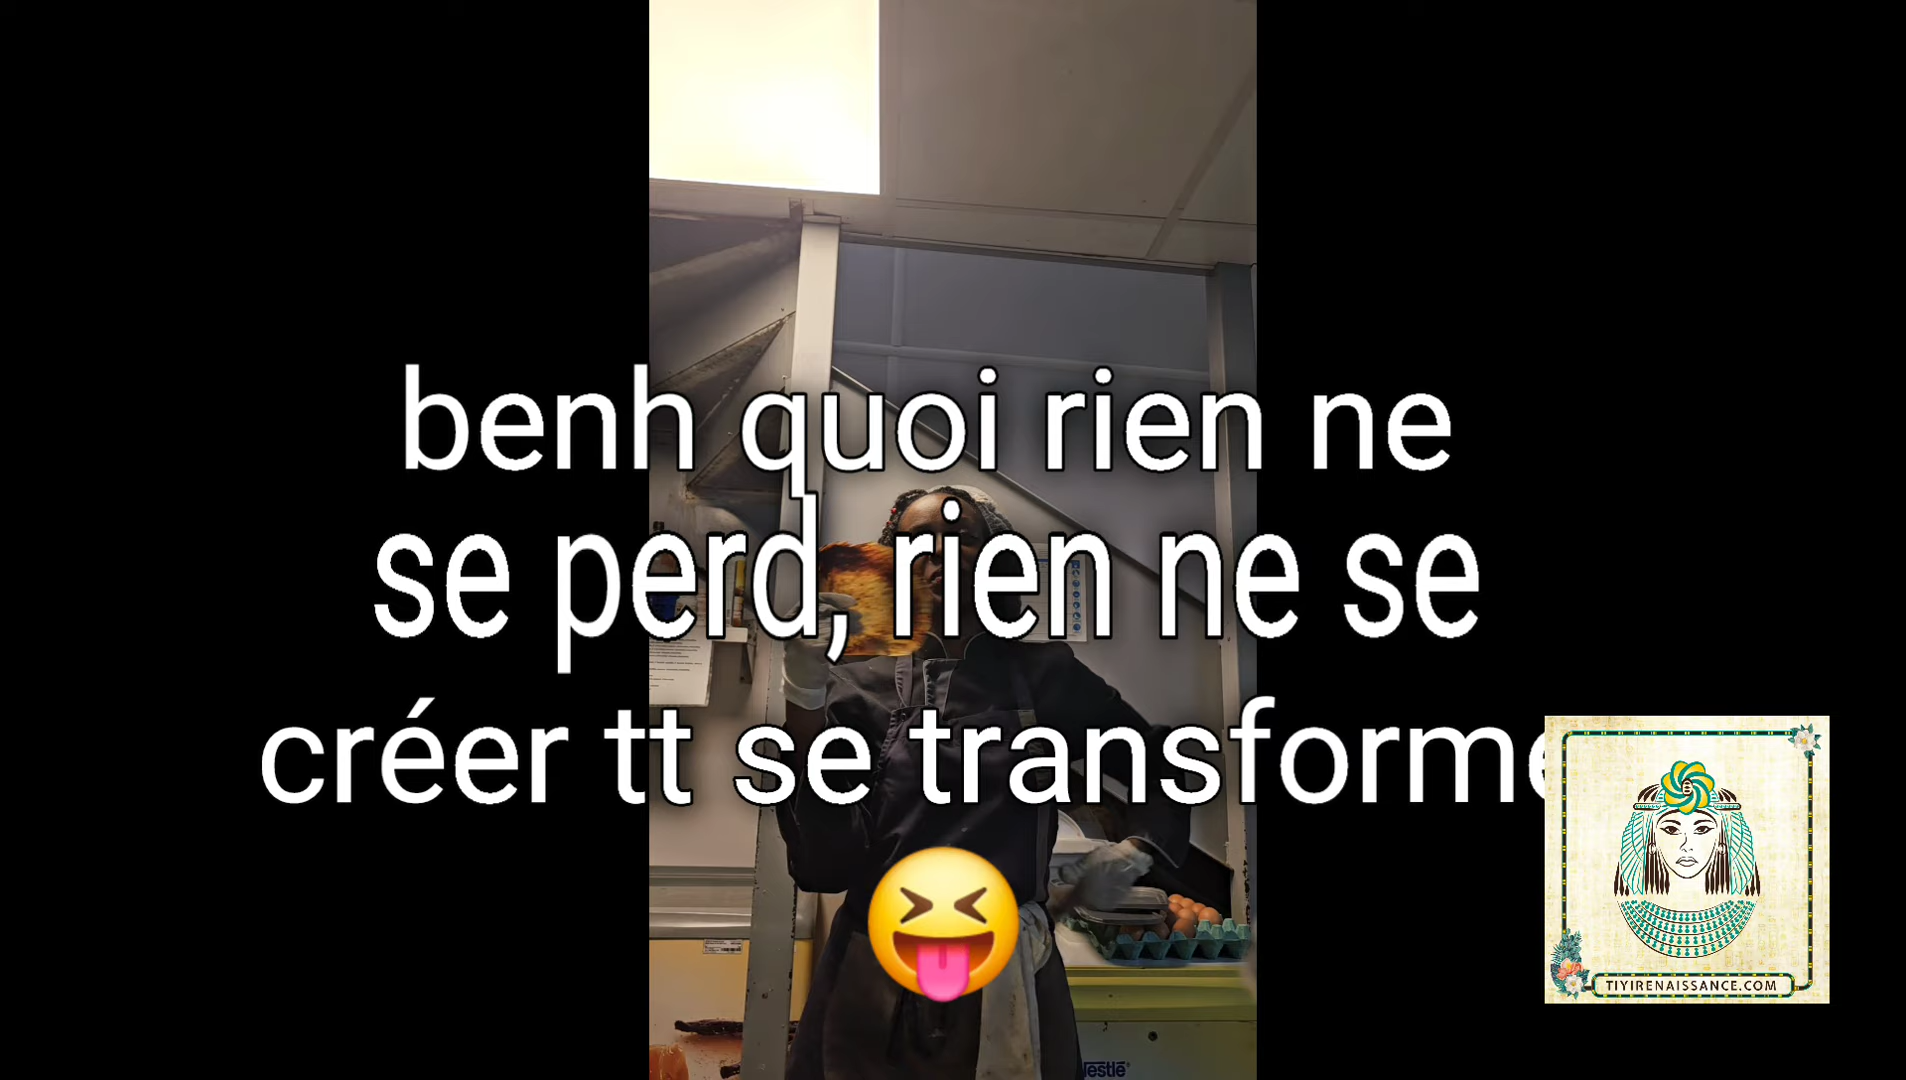 benh quoi rien ne
se perd, rien ne se
créer tt se transforme
TIYIRENAISSANCE.COM